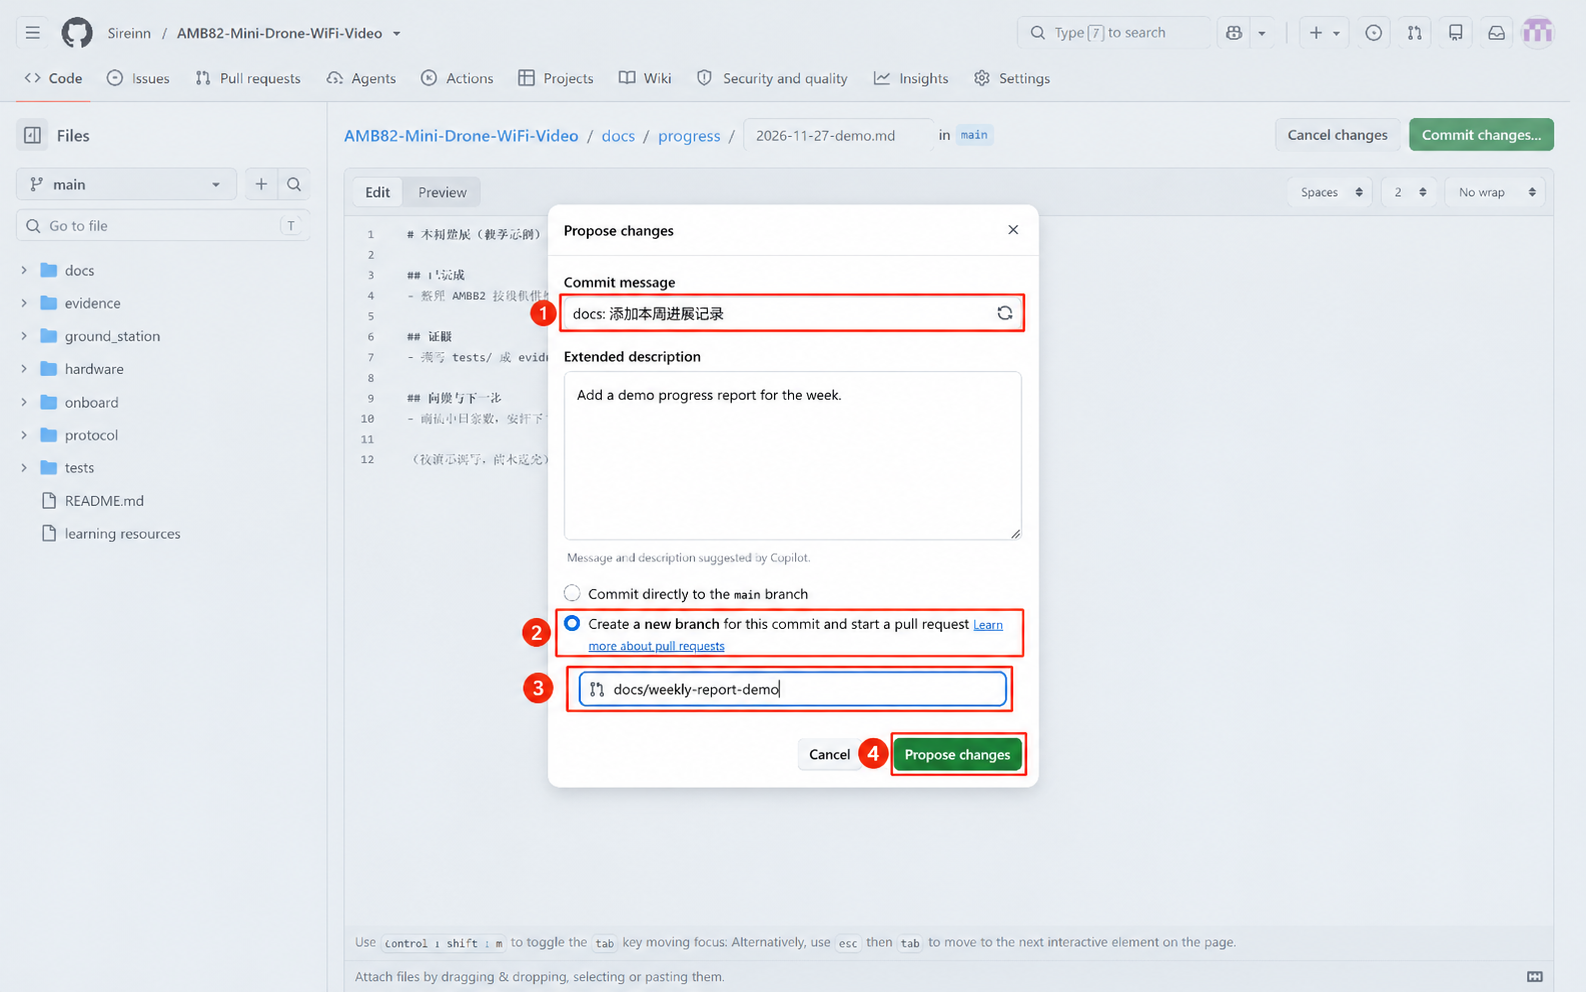 Sireinn / AMB82-Mini-Drone-WiFi-Video
Type 7 to search
Code Issues Pull requests Agents Actions Projects Wiki Security and quality Insights Settings
Files
AMB82-Mini-Drone-WiFi-Video / docs / progress / 2026-11-27-demo.md in main
Cancel changes Commit changes...
main
Go to file T
docs
evidence
ground_station
hardware
onboard
protocol
tests
README.md
learning resources
Edit Preview
Spaces 2 No wrap
1 #
2
3 ##
4 - AMBB2
5
6 ## 证
7 - tests/ 或
8
9 ## 与下一
10 -
11
12
Propose changes
Commit message
1 docs: 添加本周进展记录
Extended description
Add a demo progress report for the week.
Message and description suggested by Copilot.
Commit directly to the main branch
2 Create a new branch for this commit and start a pull request Learn
more about pull requests
3 docs/weekly-report-demo
Cancel 4 Propose changes
Use control : shift : m to toggle the tab key moving focus: Alternatively, use esc then tab to move to the next interactive element on the page.
Attach files by dragging & dropping, selecting or pasting them.